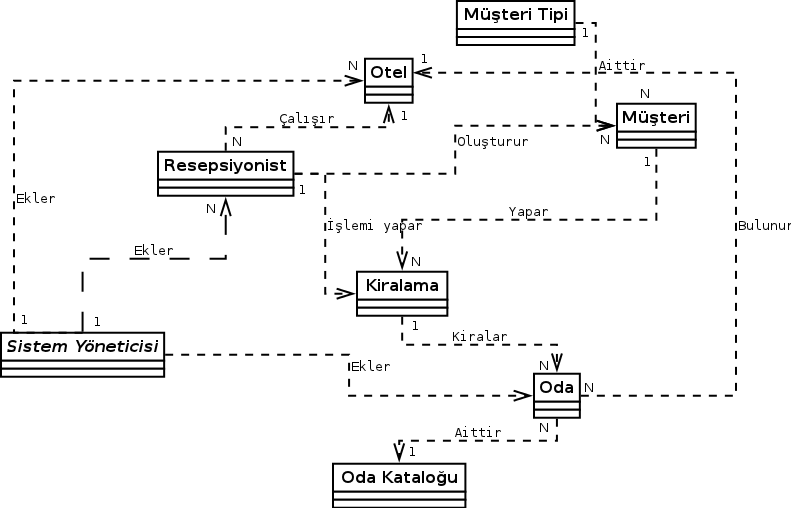 Müşteri Tipi
1
N
1
Aittir
Otel
N
Müşteri
1
Çalışır
N
Oluşturur
N
Resepsiyonist
1
1
N
Yapar
Ekler
İşlemi yapar
Bulunur
Ekler
N
Kiralama
1
1
1
Kiralar
Sistem Yöneticisi
Ekler
N
Oda
N
N
Aittir
1
Oda Kataloğu